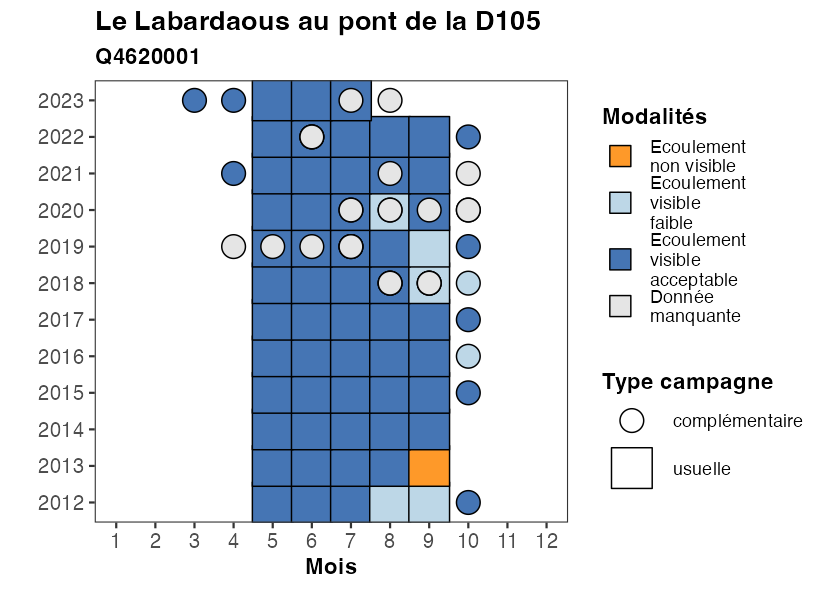 Le Labardaous au pont de la D105
Q4620001
2023
2022
2021
2020
2019
2018
2017
2016
2015
2014
2013
2012
1 2 3 4 5 6 7 8 9 10 11 12
Mois
Modalités
Ecoulement
non visible
Ecoulement
visible
faible
Ecoulement
visible
acceptable
Donnée
manquante
Type campagne
complémentaire
usuelle